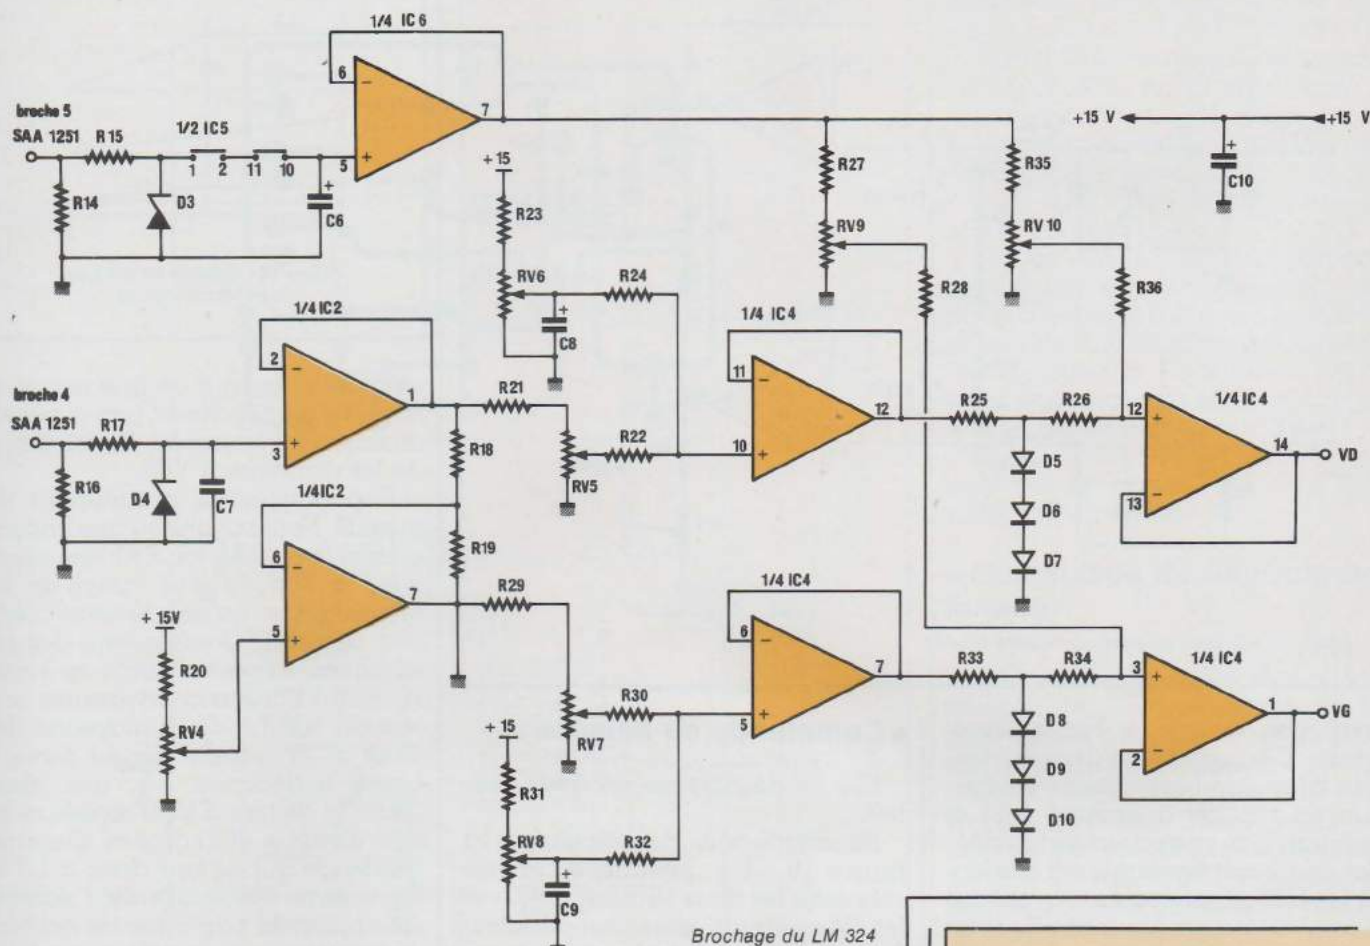 1/4 IC 6
6
−
7
broche 5
SAA 1251
R15
1/2 IC5
1
2
11
10
5
+
+
C6
R14
D3
+ 15
R23
RV6
R24
+
C8
R27
RV9
R28
R35
RV 10
R36
+15 V
+15 V
+
C10
1/4 IC2
2
−
1
broche 4
SAA 1251
R17
3
+
R16
D4
C7
R21
R18
RV5
R22
1/4 IC4
11
−
12
10
+
R25
R26
12
+
1/4 IC4
14
VD
−
13
D5
D6
D7
1/4IC2
6
−
7
5
+
R19
R29
+ 15V
R20
RV4
RV7
R30
1/4 IC4
6
−
7
5
+
R33
R34
3
+
1/4 IC4
1
VG
−
2
D8
D9
D10
+ 15
R31
RV8
R32
+
C9
Brochage du LM 324